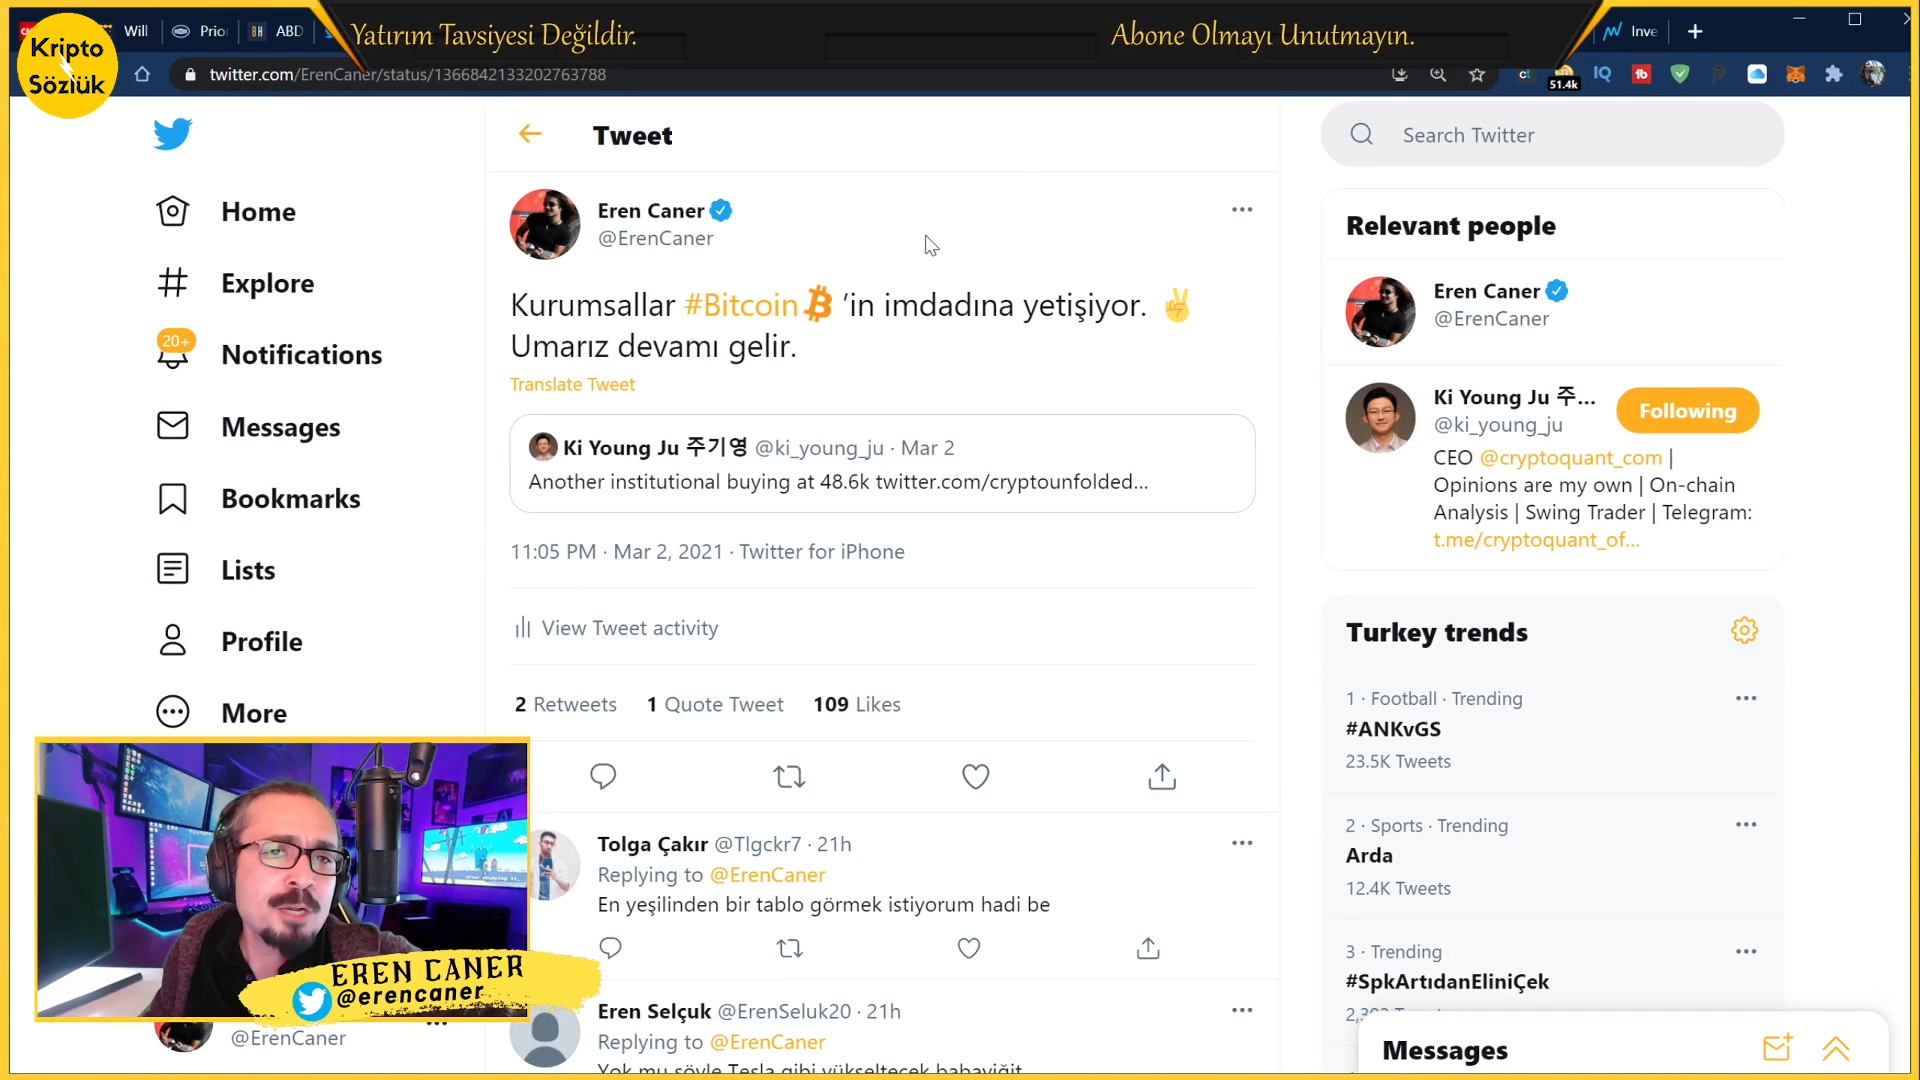 Will
Prio
BH ABD
Inve
Yatırım Tavsiyesi Değildir.
Abone Olmayı Unutmayın.
Kripto
Sözlük
twitter.com/ErenCaner/status/1366842133202763788
51.4k
Home
Explore
20+
Notifications
Messages
Bookmarks
Lists
Profile
More
@ErenCaner
Tweet
Eren Caner
@ErenCaner
Kurumsallar #Bitcoin 'in imdadına yetişiyor. ✌
Umarız devamı gelir.
Translate Tweet
Ki Young Ju 주기영 @ki_young_ju · Mar 2
Another institutional buying at 48.6k twitter.com/cryptounfolded...
11:05 PM · Mar 2, 2021 · Twitter for iPhone
View Tweet activity
2 Retweets 1 Quote Tweet 109 Likes
Tolga Çakır @Tlgckr7 · 21h
Replying to @ErenCaner
En yeşilinden bir tablo görmek istiyorum hadi be
Eren Selçuk @ErenSeluk20 · 21h
Replying to @ErenCaner
Yok mu şöyle Tesla gibi yükseltecek babayiğit
EREN CANER
@erencaner
Search Twitter
Relevant people
Eren Caner
@ErenCaner
Ki Young Ju 주...
@ki_young_ju
Following
CEO @cryptoquant_com |
Opinions are my own | On-chain
Analysis | Swing Trader | Telegram:
t.me/cryptoquant_of...
Turkey trends
1 · Football · Trending
#ANKvGS
23.5K Tweets
2 · Sports · Trending
Arda
12.4K Tweets
3 · Trending
#SpkArtıdanEliniÇek
Messages